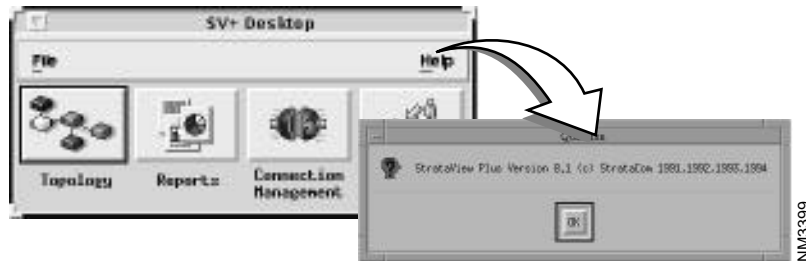 SV+ Desktop
File Help
Topology Reports Connection Management
StrataView Plus Version 8.1 (c) StrataCom 1991,1992,1993,1994
OK
NM3399